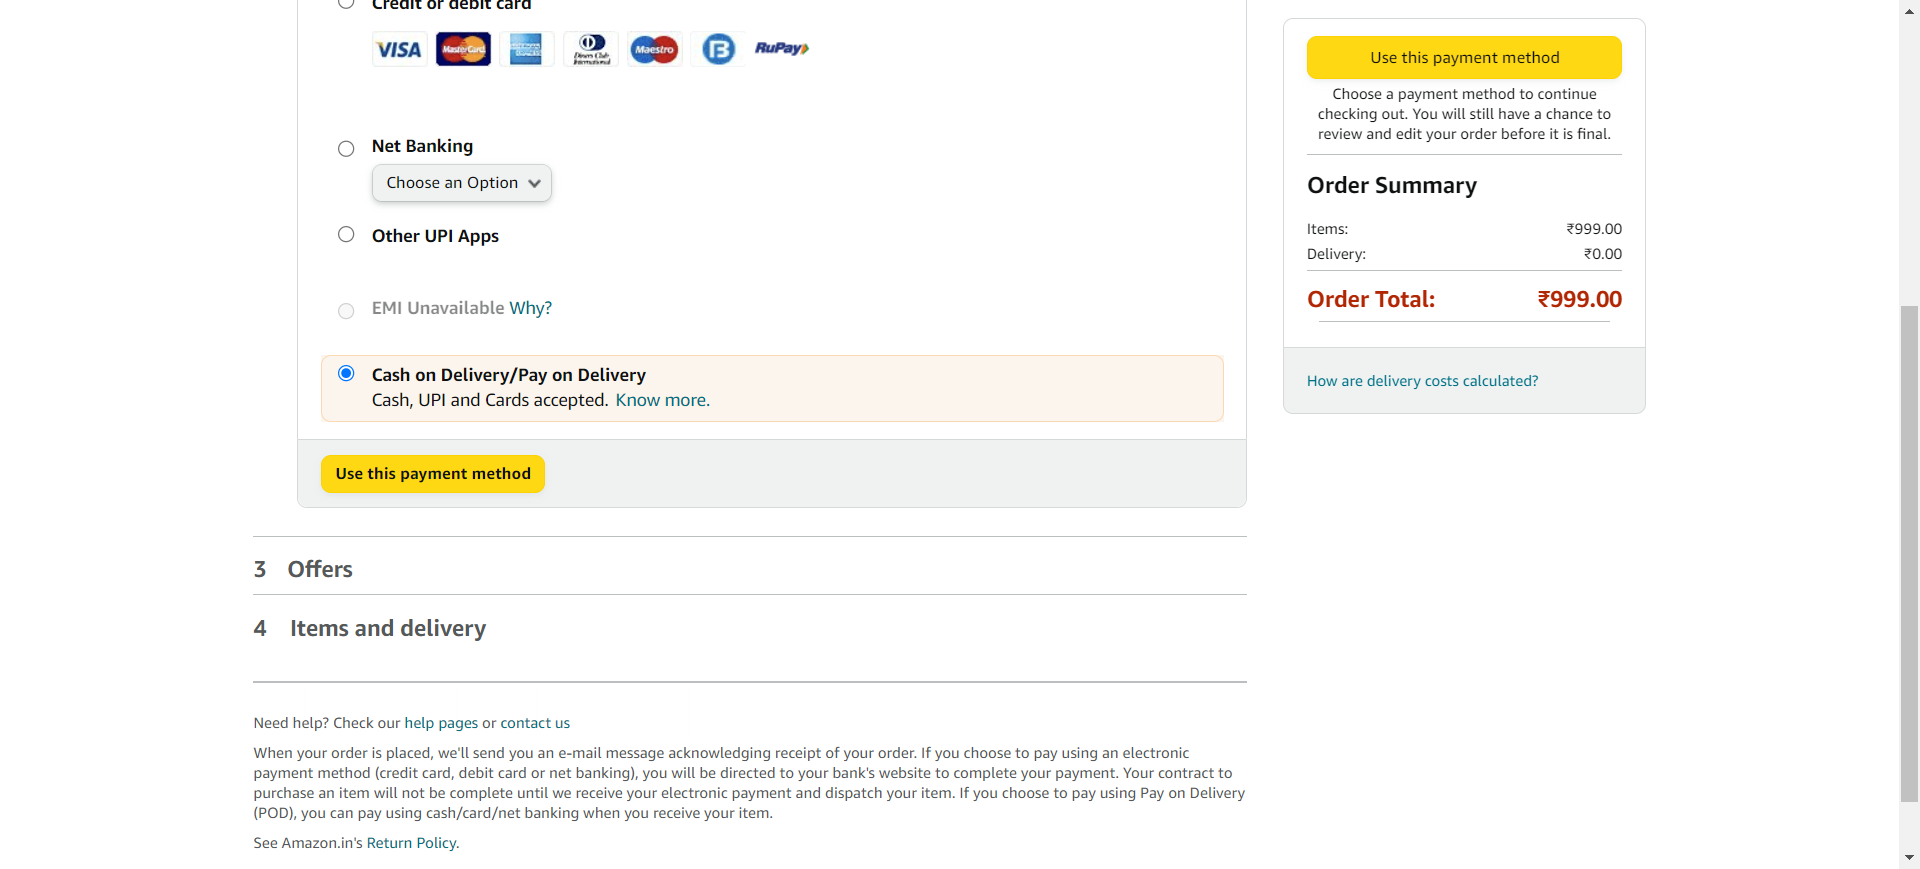 Credit or debit card
VISA MasterCard Diners Club International Maestro B RuPay
Net Banking
Choose an Option
Other UPI Apps
EMI Unavailable Why?
Cash on Delivery/Pay on Delivery
Cash, UPI and Cards accepted. Know more.
Use this payment method
3 Offers
4 Items and delivery
Need help? Check our help pages or contact us
When your order is placed, we'll send you an e-mail message acknowledging receipt of your order. If you choose to pay using an electronic
payment method (credit card, debit card or net banking), you will be directed to your bank's website to complete your payment. Your contract to
purchase an item will not be complete until we receive your electronic payment and dispatch your item. If you choose to pay using Pay on Delivery
(POD), you can pay using cash/card/net banking when you receive your item.
See Amazon.in's Return Policy.
Use this payment method
Choose a payment method to continue
checking out. You will still have a chance to
review and edit your order before it is final.
Order Summary
Items: ₹999.00
Delivery: ₹0.00
Order Total: ₹999.00
How are delivery costs calculated?